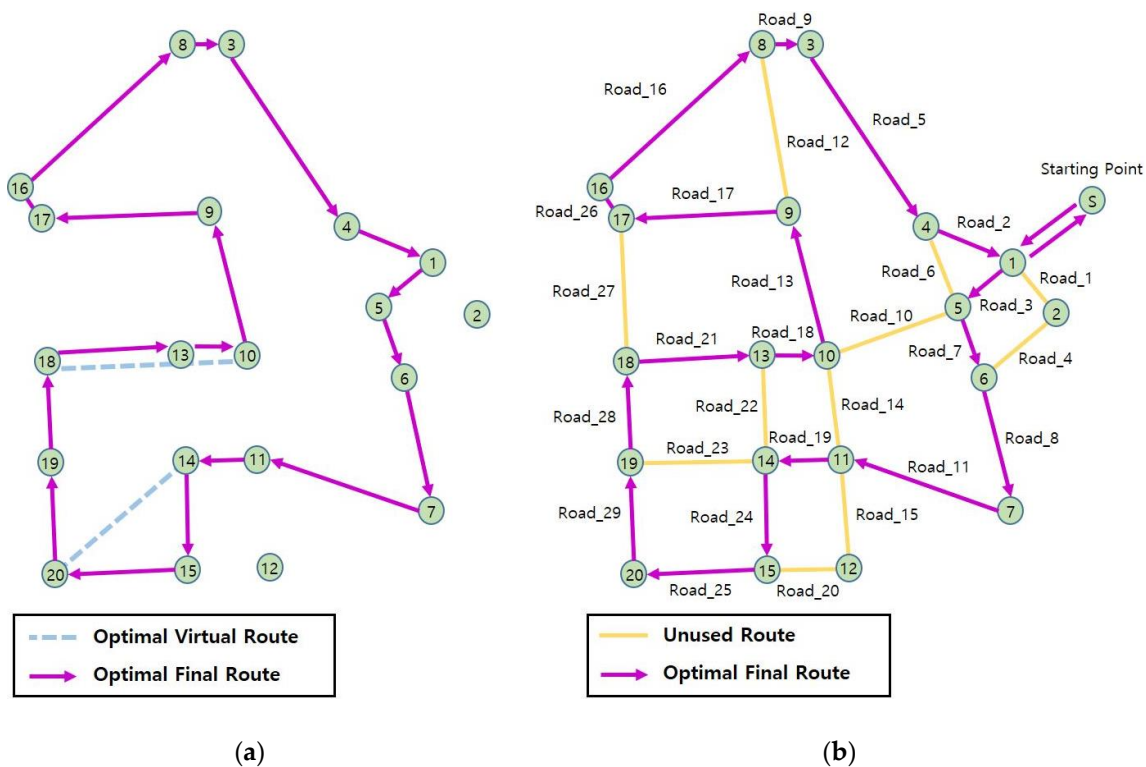 8
3
16
17
9
4
1
5
2
18
13
10
6
19
14
11
7
20
15
12
Optimal Virtual Route
Optimal Final Route
(a)
Road_9
8
3
Road_16
Road_5
Road_12
Starting Point
16
S
Road_17
Road_26
17
9
4
Road_2
1
Road_6
Road_1
Road_27
Road_13
Road_10
5
Road_3
2
Road_21
Road_18
Road_7
18
13
10
6
Road_4
Road_22
Road_14
Road_28
Road_19
Road_8
Road_23
19
14
11
Road_11
Road_29
Road_24
Road_15
7
20
15
12
Road_25
Road_20
Unused Route
Optimal Final Route
(b)